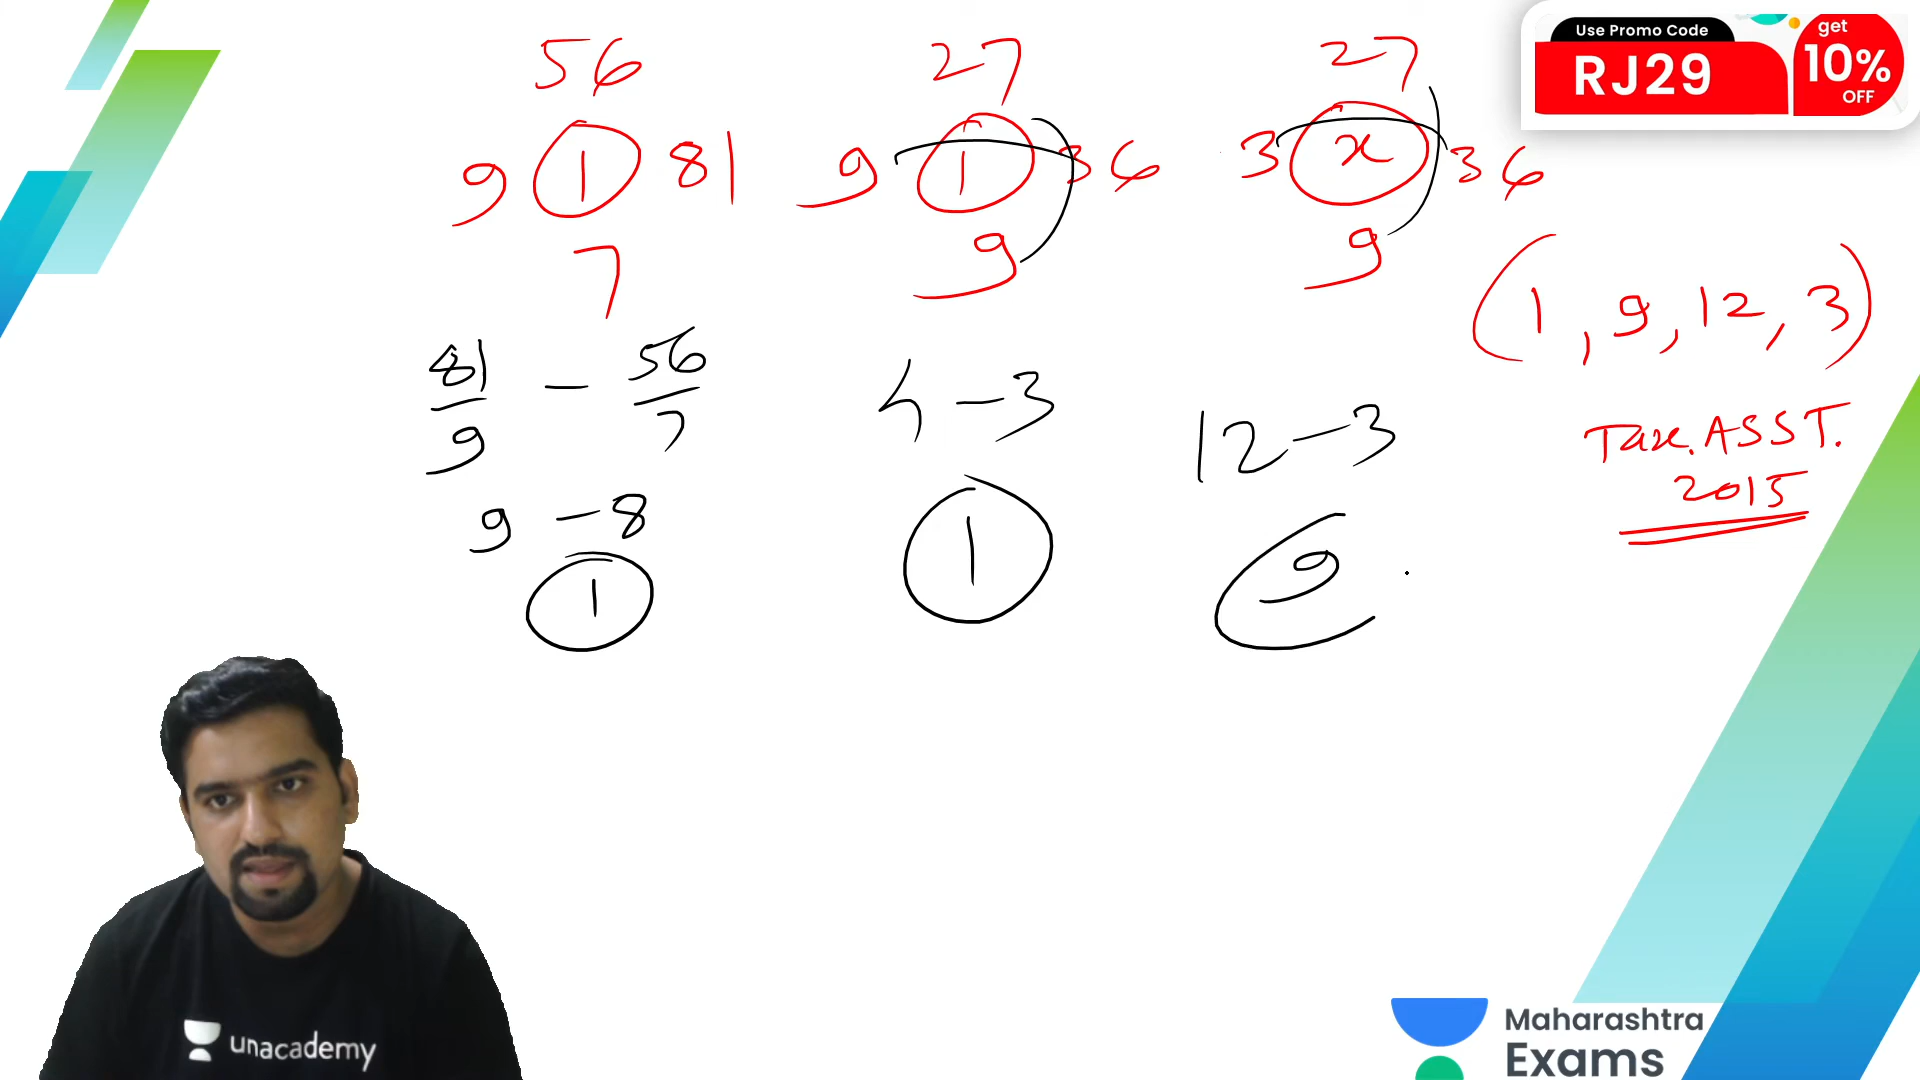 56 27 27
9 1 81 9 1 36 3 x 36
7 9 9
(1, 9, 12, 3)
81/9 - 56/7 4-3 12-3
Tax. ASST.
2015
9-8 1 9
1
Use Promo Code
RJ29
get
10%
OFF
unacademy
Maharashtra
Exams